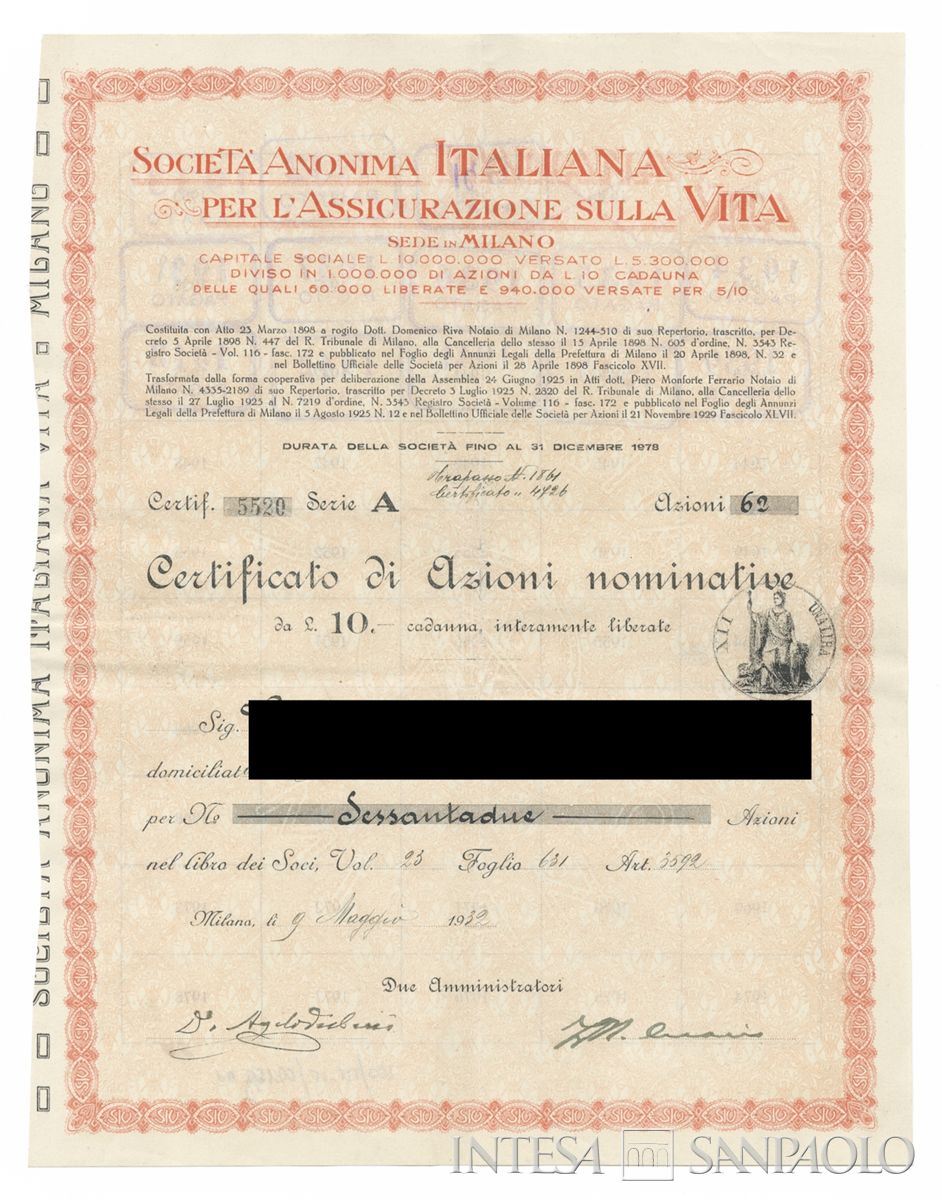 SOCIETÀ ANONIMA ITALIANA
PER L'ASSICURAZIONE SULLA VITA
SEDE IN MILANO
CAPITALE SOCIALE L. 10.000.000 VERSATO L. 5.300.000
DIVISO IN 1.000.000 DI AZIONI DA L. 10 CADAUNA
DELLE QUALI 60.000 LIBERATE E 940.000 VERSATE PER 5/10
Costituita con Atto 23 Marzo 1898 a rogito Dott. Domenico Riva Notaio di Milano N. 1244-510 di suo Repertorio, trascritto, per De-
creto 5 Aprile 1898 N. 447 del R. Tribunale di Milano, alla Cancelleria dello stesso il 15 Aprile 1898 N. 605 d'ordine, N. 3543 Re-
gistro Società - Vol. 116 - fasc. 172 e pubblicato nel Foglio degli Annunzi Legali della Prefettura di Milano il 20 Aprile 1898, N. 32 e
nel Bollettino Ufficiale delle Società per Azioni il 28 Aprile 1898 Fascicolo XVII.
Trasformata dalla forma cooperativa per deliberazione della Assemblea 24 Giugno 1925 in Atti dott. Piero Monforte Ferrario Notaio di
Milano N. 4335-2189 di suo Repertorio, trascritto per Decreto 3 Luglio 1925 N. 2820 del R. Tribunale di Milano, alla Cancelleria dello
stesso il 27 Luglio 1925 al N. 7219 d'ordine, N. 3543 Registro Società - Volume 116 - fasc. 172 e pubblicato nel Foglio degli Annunzi
Legali della Prefettura di Milano il 5 Agosto 1925 N. 12 e nel Bollettino Ufficiale delle Società per Azioni il 21 Novembre 1929 Fascicolo XLVII.
DURATA DELLA SOCIETÀ FINO AL 31 DICEMBRE 1978
Trapasso N. 1861
Certificato " 4726
Certif. 5520 Serie A Azioni 62
Certificato di Azioni nominative
da L. 10.— cadauna, interamente liberate
XII ITALIA
Sig.
domiciliat
per No Sessantadue Azioni
nel libro dei Soci, Vol. 23 Foglio 631 Art. 3592
Milano, li 9 Maggio 1932
Due Amministratori
SOCIETÀ ANONIMA ITALIANA VITA MILANO
INTESA SANPAOLO